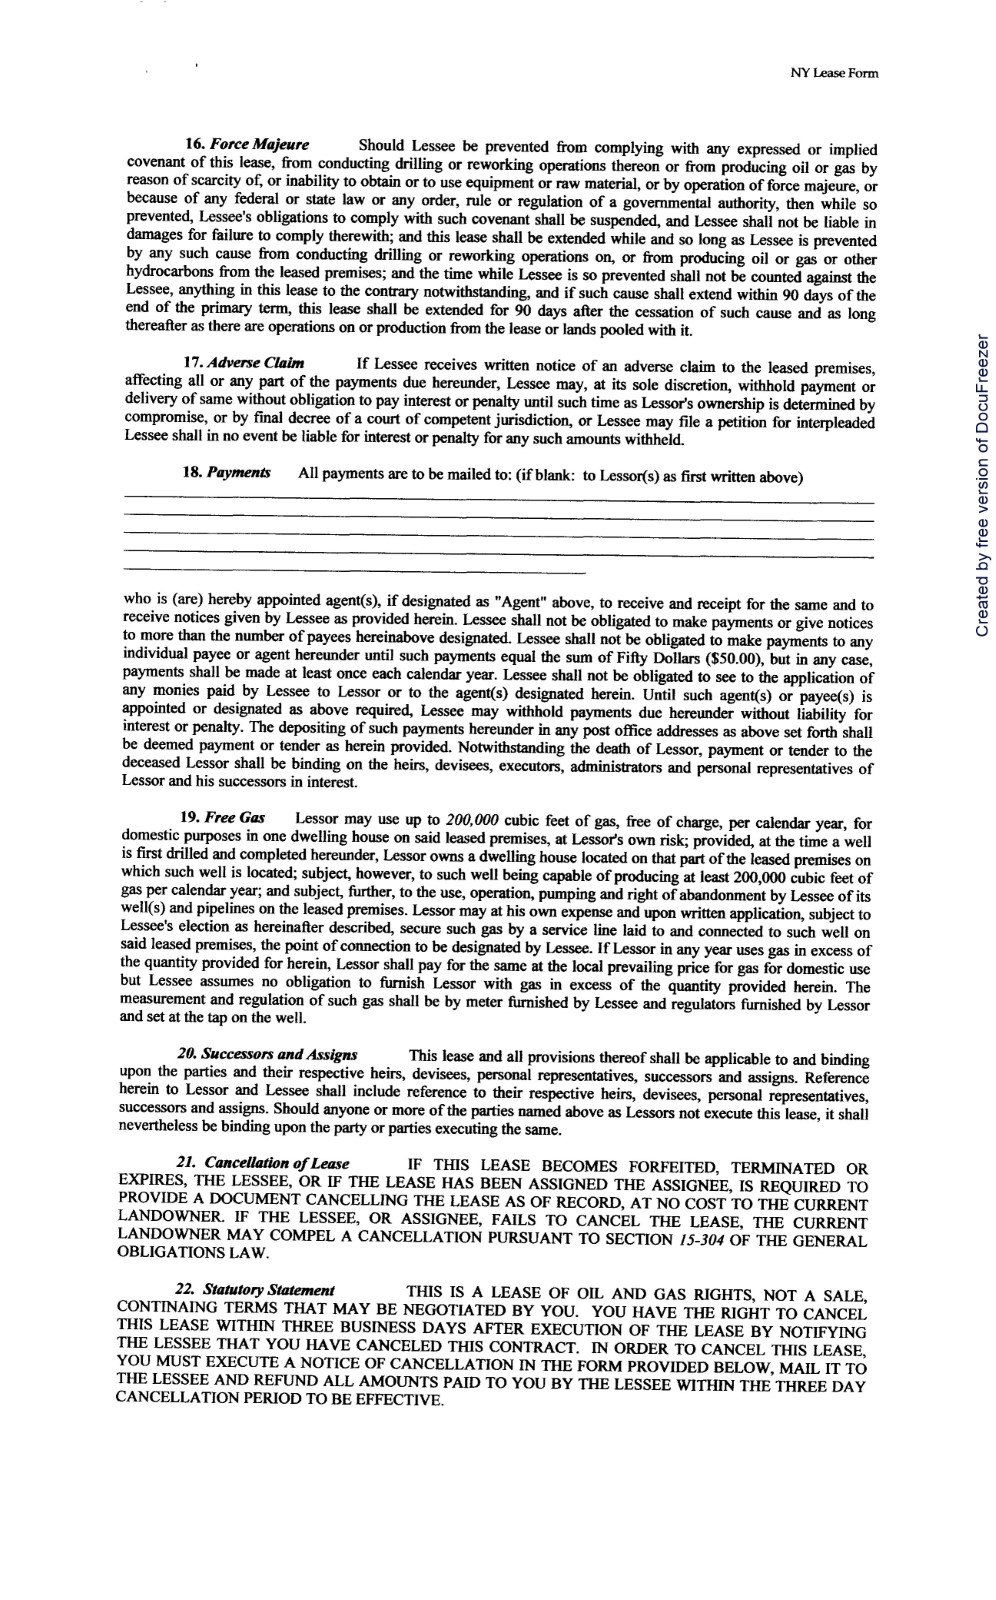 NY Lease Form
16. Force Majeure Should Lessee be prevented from complying with any expressed or implied
covenant of this lease, from conducting drilling or reworking operations thereon or from producing oil or gas by
reason of scarcity of, or inability to obtain or to use equipment or raw material, or by operation of force majeure, or
because of any federal or state law or any order, rule or regulation of a governmental authority, then while so
prevented, Lessee's obligations to comply with such covenant shall be suspended, and Lessee shall not be liable in
damages for failure to comply therewith; and this lease shall be extended while and so long as Lessee is prevented
by any such cause from conducting drilling or reworking operations on, or from producing oil or gas or other
hydrocarbons from the leased premises; and the time while Lessee is so prevented shall not be counted against the
Lessee, anything in this lease to the contrary notwithstanding, and if such cause shall extend within 90 days of the
end of the primary term, this lease shall be extended for 90 days after the cessation of such cause and as long
thereafter as there are operations on or production from the lease or lands pooled with it.
17. Adverse Claim If Lessee receives written notice of an adverse claim to the leased premises,
affecting all or any part of the payments due hereunder, Lessee may, at its sole discretion, withhold payment or
delivery of same without obligation to pay interest or penalty until such time as Lessor's ownership is determined by
compromise, or by final decree of a court of competent jurisdiction, or Lessee may file a petition for interpleaded
Lessee shall in no event be liable for interest or penalty for any such amounts withheld.
18. Payments All payments are to be mailed to: (if blank: to Lessor(s) as first written above)
who is (are) hereby appointed agent(s), if designated as "Agent" above, to receive and receipt for the same and to
receive notices given by Lessee as provided herein. Lessee shall not be obligated to make payments or give notices
to more than the number of payees hereinabove designated. Lessee shall not be obligated to make payments to any
individual payee or agent hereunder until such payments equal the sum of Fifty Dollars ($50.00), but in any case,
payments shall be made at least once each calendar year. Lessee shall not be obligated to see to the application of
any monies paid by Lessee to Lessor or to the agent(s) designated herein. Until such agent(s) or payee(s) is
appointed or designated as above required, Lessee may withhold payments due hereunder without liability for
interest or penalty. The depositing of such payments hereunder in any post office addresses as above set forth shall
be deemed payment or tender as herein provided. Notwithstanding the death of Lessor, payment or tender to the
deceased Lessor shall be binding on the heirs, devisees, executors, administrators and personal representatives of
Lessor and his successors in interest.
19. Free Gas Lessor may use up to 200,000 cubic feet of gas, free of charge, per calendar year, for
domestic purposes in one dwelling house on said leased premises, at Lessor's own risk; provided, at the time a well
is first drilled and completed hereunder, Lessor owns a dwelling house located on that part of the leased premises on
which such well is located; subject, however, to such well being capable of producing at least 200,000 cubic feet of
gas per calendar year; and subject, further, to the use, operation, pumping and right of abandonment by Lessee of its
well(s) and pipelines on the leased premises. Lessor may at his own expense and upon written application, subject to
Lessee's election as hereinafter described, secure such gas by a service line laid to and connected to such well on
said leased premises, the point of connection to be designated by Lessee. If Lessor in any year uses gas in excess of
the quantity provided for herein, Lessor shall pay for the same at the local prevailing price for gas for domestic use
but Lessee assumes no obligation to furnish Lessor with gas in excess of the quantity provided herein. The
measurement and regulation of such gas shall be by meter furnished by Lessee and regulators furnished by Lessor
and set at the tap on the well.
20. Successors and Assigns This lease and all provisions thereof shall be applicable to and binding
upon the parties and their respective heirs, devisees, personal representatives, successors and assigns. Reference
herein to Lessor and Lessee shall include reference to their respective heirs, devisees, personal representatives,
successors and assigns. Should anyone or more of the parties named above as Lessors not execute this lease, it shall
nevertheless be binding upon the party or parties executing the same.
21. Cancellation of Lease IF THIS LEASE BECOMES FORFEITED, TERMINATED OR
EXPIRES, THE LESSEE, OR IF THE LEASE HAS BEEN ASSIGNED THE ASSIGNEE, IS REQUIRED TO
PROVIDE A DOCUMENT CANCELLING THE LEASE AS OF RECORD, AT NO COST TO THE CURRENT
LANDOWNER. IF THE LESSEE, OR ASSIGNEE, FAILS TO CANCEL THE LEASE, THE CURRENT
LANDOWNER MAY COMPEL A CANCELLATION PURSUANT TO SECTION 15-304 OF THE GENERAL
OBLIGATIONS LAW.
22. Statutory Statement THIS IS A LEASE OF OIL AND GAS RIGHTS, NOT A SALE,
CONTINAING TERMS THAT MAY BE NEGOTIATED BY YOU. YOU HAVE THE RIGHT TO CANCEL
THIS LEASE WITHIN THREE BUSINESS DAYS AFTER EXECUTION OF THE LEASE BY NOTIFYING
THE LESSEE THAT YOU HAVE CANCELED THIS CONTRACT. IN ORDER TO CANCEL THIS LEASE,
YOU MUST EXECUTE A NOTICE OF CANCELLATION IN THE FORM PROVIDED BELOW, MAIL IT TO
THE LESSEE AND REFUND ALL AMOUNTS PAID TO YOU BY THE LESSEE WITHIN THE THREE DAY
CANCELLATION PERIOD TO BE EFFECTIVE.
Created by free version of DocuFreezer